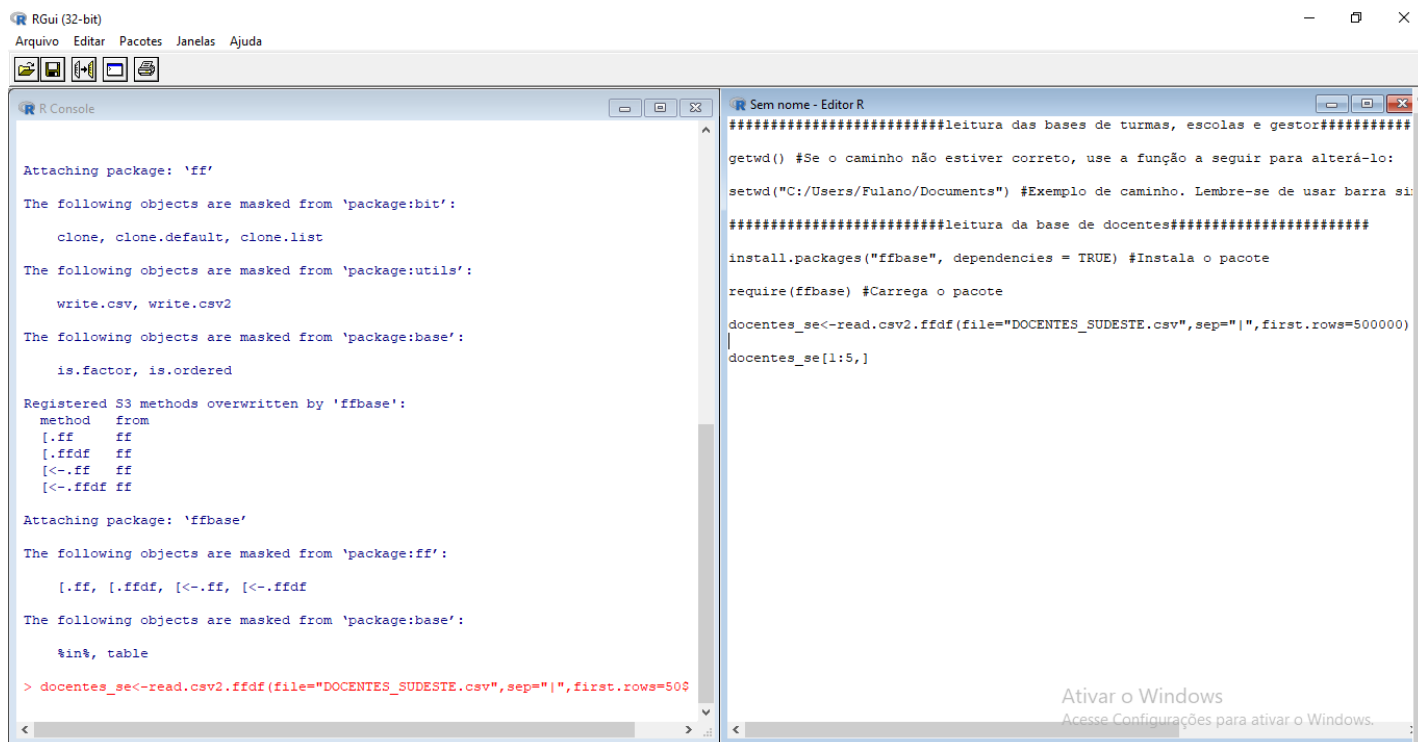 RGui (32-bit)
Arquivo Editar Pacotes Janelas Ajuda
R Console
Attaching package: ‘ff’
The following objects are masked from ‘package:bit’:
clone, clone.default, clone.list
The following objects are masked from ‘package:utils’:
write.csv, write.csv2
The following objects are masked from ‘package:base’:
is.factor, is.ordered
Registered S3 methods overwritten by 'ffbase':
method from
[.ff ff
[.ffdf ff
[<-.ff ff
[<-.ffdf ff
Attaching package: ‘ffbase’
The following objects are masked from ‘package:ff’:
[.ff, [.ffdf, [<-.ff, [<-.ffdf
The following objects are masked from ‘package:base’:
%in%, table
> docentes_se<-read.csv2.ffdf(file="DOCENTES_SUDESTE.csv",sep="|",first.rows=50$
Sem nome - Editor R
##########################leitura das bases de turmas, escolas e gestor###########
getwd() #Se o caminho não estiver correto, use a função a seguir para alterá-lo:
setwd("C:/Users/Fulano/Documents") #Exemplo de caminho. Lembre-se de usar barra si
##########################leitura da base de docentes########################
install.packages("ffbase", dependencies = TRUE) #Instala o pacote
require(ffbase) #Carrega o pacote
docentes_se<-read.csv2.ffdf(file="DOCENTES_SUDESTE.csv",sep="|",first.rows=500000)
docentes_se[1:5,]
Ativar o Windows
Acesse Configurações para ativar o Windows.